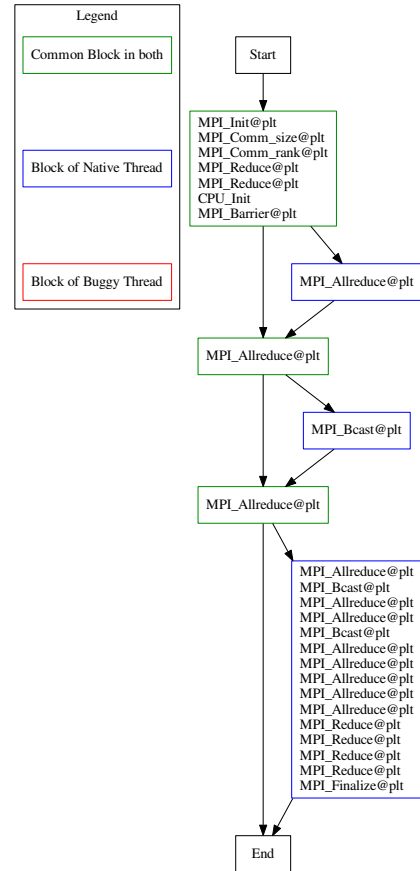 Legend
Common Block in both
Block of Native Thread
Block of Buggy Thread
Start
MPI_Init@plt
MPI_Comm_size@plt
MPI_Comm_rank@plt
MPI_Reduce@plt
MPI_Reduce@plt
CPU_Init
MPI_Barrier@plt
MPI_Allreduce@plt
MPI_Allreduce@plt
MPI_Bcast@plt
MPI_Allreduce@plt
MPI_Allreduce@plt
MPI_Bcast@plt
MPI_Allreduce@plt
MPI_Allreduce@plt
MPI_Bcast@plt
MPI_Allreduce@plt
MPI_Allreduce@plt
MPI_Allreduce@plt
MPI_Allreduce@plt
MPI_Allreduce@plt
MPI_Reduce@plt
MPI_Reduce@plt
MPI_Reduce@plt
MPI_Reduce@plt
MPI_Finalize@plt
End